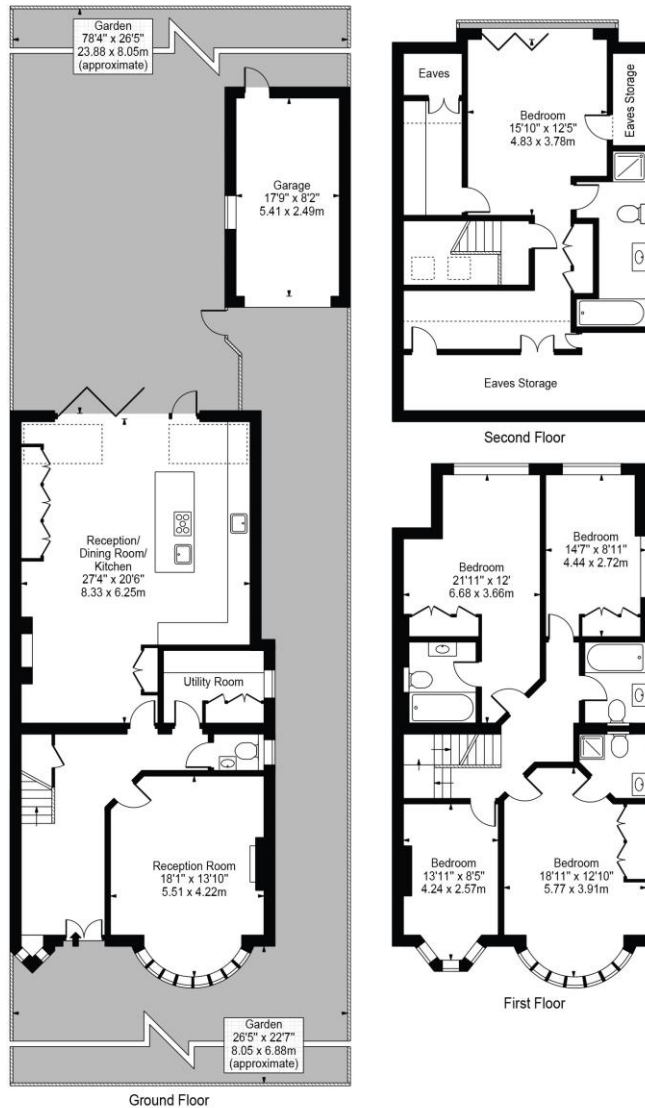 Garden
78'4" x 26'5"
23.88 x 8.05m
(approximate)
Garage
17'9" x 8'2"
5.41 x 2.49m
Reception/
Dining Room/
Kitchen
27'4" x 20'6"
8.33 x 6.25m
Utility Room
Reception Room
18'1" x 13'10"
5.51 x 4.22m
Garden
26'5" x 22'7"
8.05 x 6.88m
(approximate)
Ground Floor
Eaves
Bedroom
15'10" x 12'5"
4.83 x 3.78m
Eaves Storage
Eaves Storage
Second Floor
Bedroom
21'11" x 12'
6.68 x 3.66m
Bedroom
14'7" x 8'11"
4.44 x 2.72m
Bedroom
13'11" x 8'5"
4.24 x 2.57m
Bedroom
18'11" x 12'10"
5.77 x 3.91m
First Floor